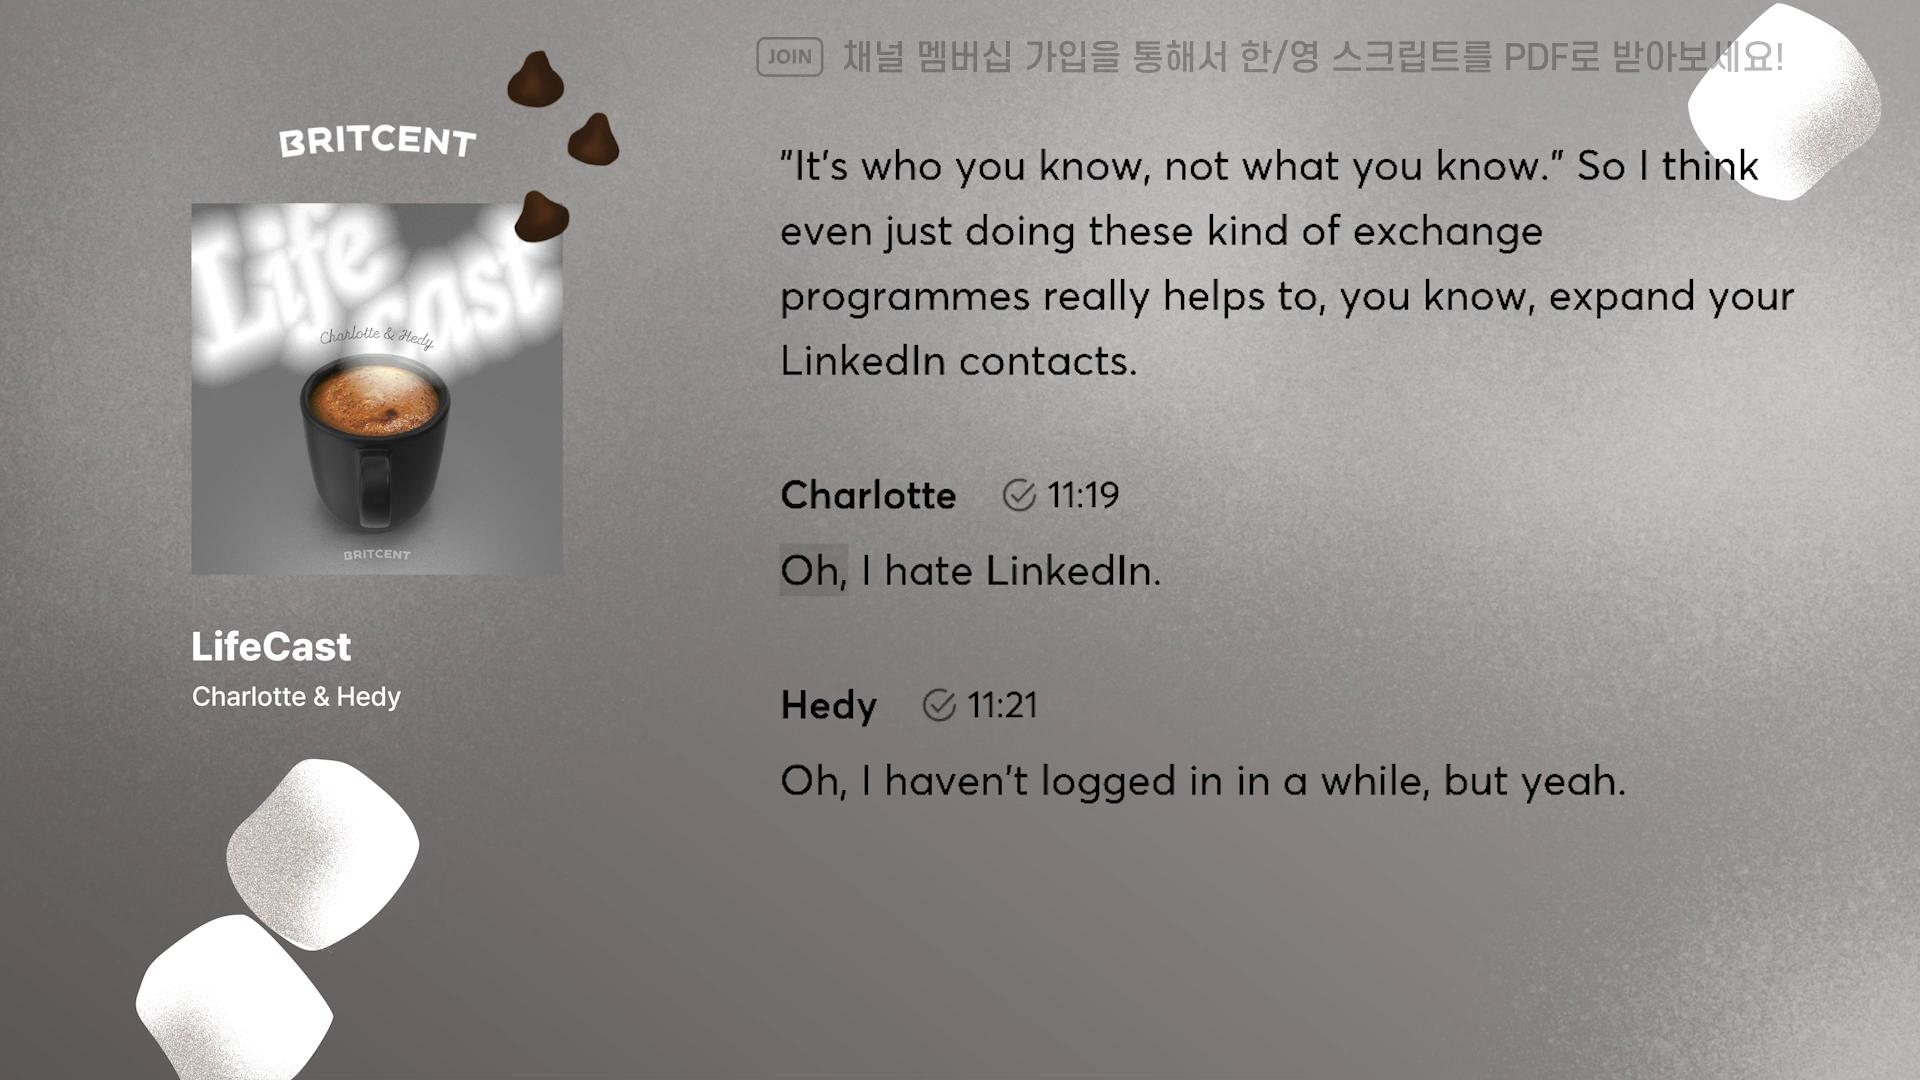 JOIN 채널 멤버십 가입을 통해서 한/영 스크립트를 PDF로 받아보세요!
BRITCENT
Life
cast
Charlotte & Hedy
BRITCENT
LifeCast
Charlotte & Hedy
"It's who you know, not what you know." So I think
even just doing these kind of exchange
programmes really helps to, you know, expand your
LinkedIn contacts.
Charlotte 11:19
Oh, I hate LinkedIn.
Hedy 11:21
Oh, I haven't logged in in a while, but yeah.